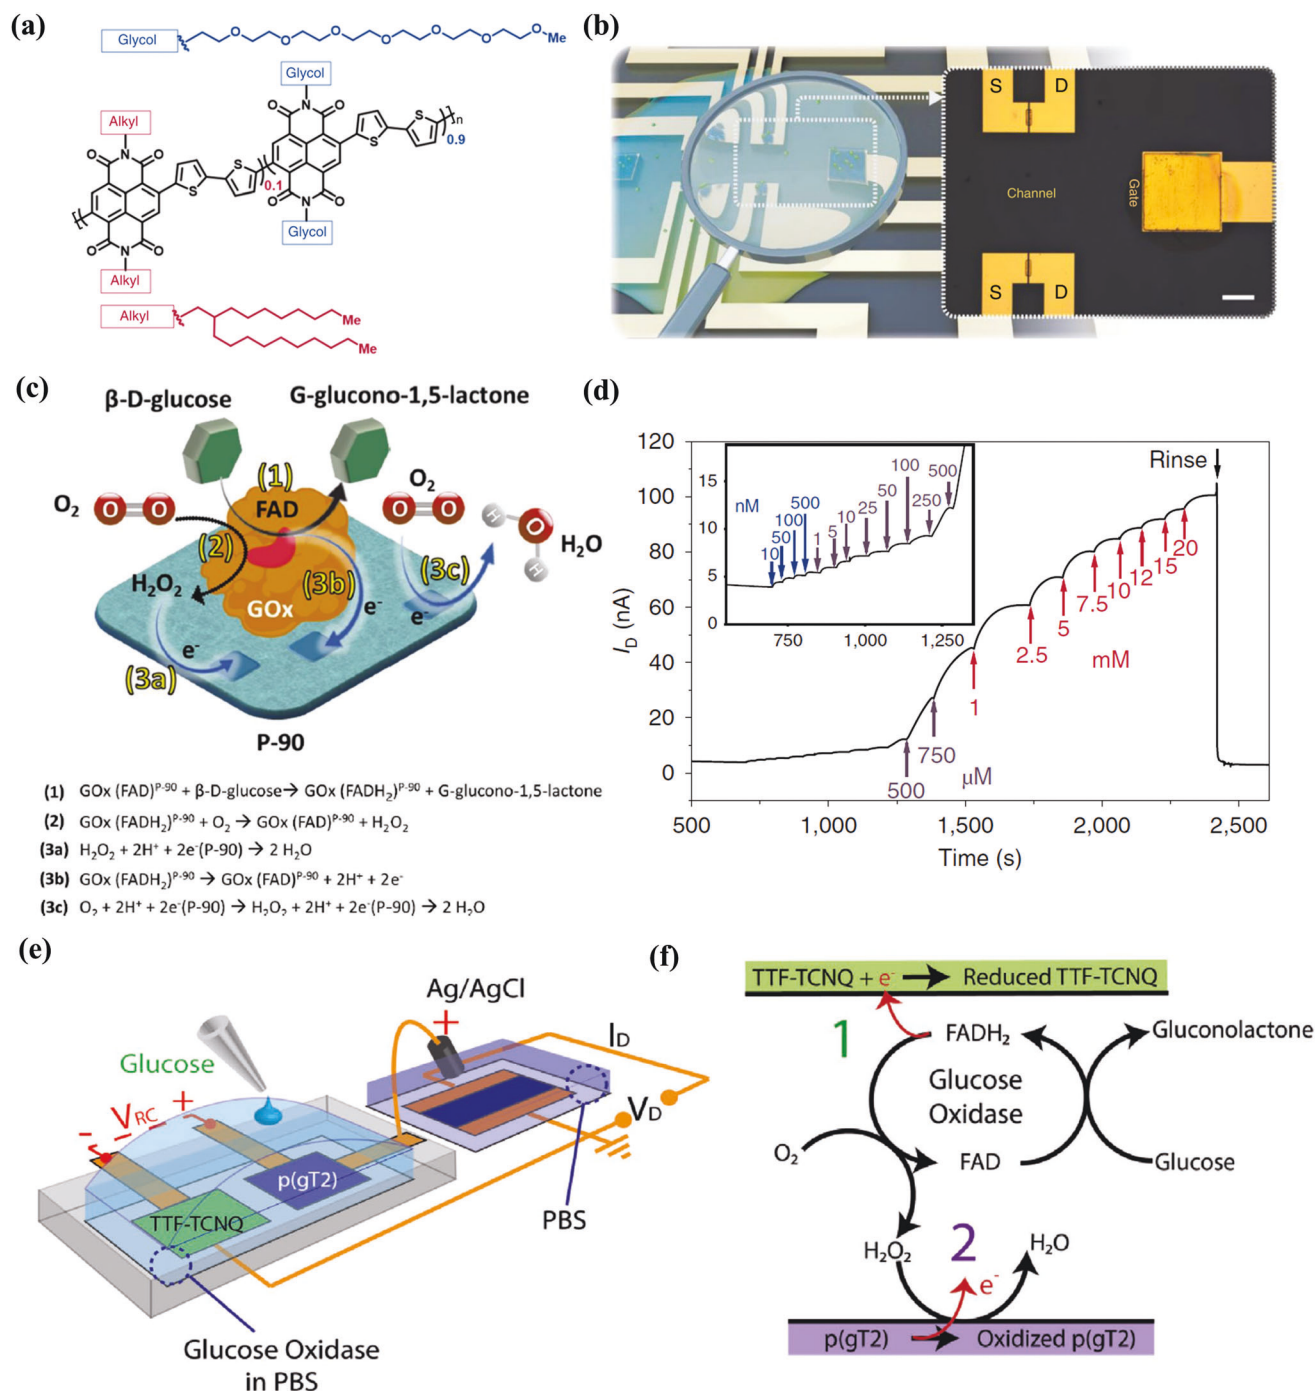 (a)
Glycol
O O O O O O Me
Glycol
O N O
Alkyl
S
S
n
0.9
O N O
S
S
0.1
O N O
O N O
Glycol
Alkyl
Alkyl
Me
Me
(b)
S D
Channel
Gate
S D
(c)
β-D-glucose
G-glucono-1,5-lactone
(1)
O₂
O O
FAD
O₂
O O
H O H
H₂O
(2)
H₂O₂
(3b)
(3c)
GOx
e⁻
e⁻
e⁻
(3a)
P-90
(1) GOx (FAD)ᴾ⁻⁹⁰ + β-D-glucose→ GOx (FADH₂)ᴾ⁻⁹⁰ + G-glucono-1,5-lactone
(2) GOx (FADH₂)ᴾ⁻⁹⁰ + O₂ → GOx (FAD)ᴾ⁻⁹⁰ + H₂O₂
(3a) H₂O₂ + 2H⁺ + 2e⁻(P-90) → 2 H₂O
(3b) GOx (FADH₂)ᴾ⁻⁹⁰ → GOx (FAD)ᴾ⁻⁹⁰ + 2H⁺ + 2e⁻
(3c) O₂ + 2H⁺ + 2e⁻(P-90) → H₂O₂ + 2H⁺ + 2e⁻(P-90) → 2 H₂O
(d)
120
100
80
60
40
20
0
I_D (nA)
500 1,000 1,500 2,000 2,500
Time (s)
15
10
5
0
750 1,000 1,250
nM
10 50 100 500
1 5 10 25 50 100 250 500
500 750
μM
1 2.5 5 7.5 10 12 15 20
mM
Rinse
(e)
Ag/AgCl
+
I_D
Glucose
V_RC +
-
V_D
p(gT2)
TTF-TCNQ
PBS
Glucose Oxidase
in PBS
(f)
TTF-TCNQ + e⁻ → Reduced TTF-TCNQ
1
FADH₂
Gluconolactone
Glucose
Oxidase
O₂
FAD
Glucose
H₂O₂
2
H₂O
e⁻
p(gT2) → Oxidized p(gT2)